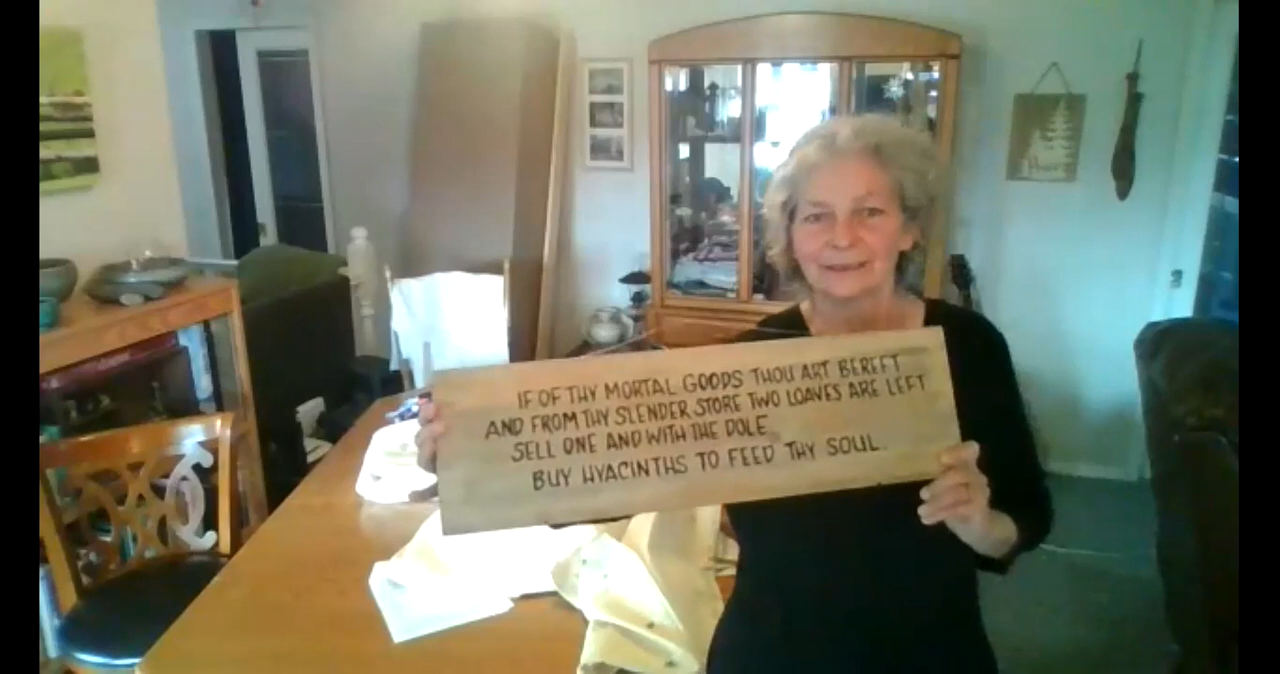 IF OF THY MORTAL GOODS THOU ART BEREFT
AND FROM THY SLENDER STORE TWO LOAVES ARE LEFT
SELL ONE AND WITH THE DOLE
BUY HYACINTHS TO FEED THY SOUL.